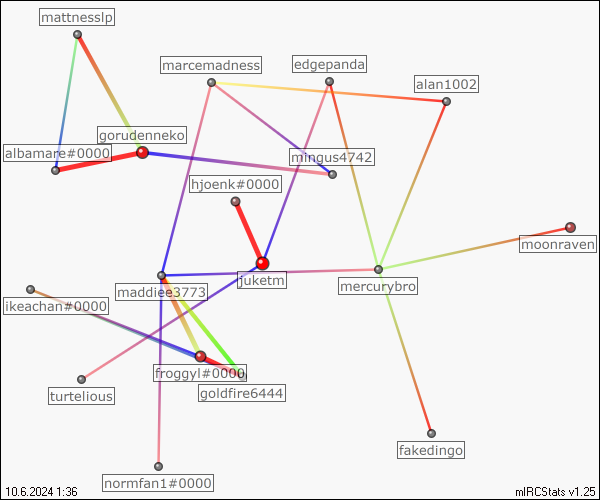 mattnesslp
marcemadness
edgepanda
alan1002
gorudenneko
albamare#0000
mingus4742
hjoenk#0000
moonraven
juketm
mercurybro
maddiee3773
ikeachan#0000
froggyl#0000
goldfire6444
turtelious
fakedingo
normfan1#0000
10.6.2024 1:36
mIRCStats v1.25